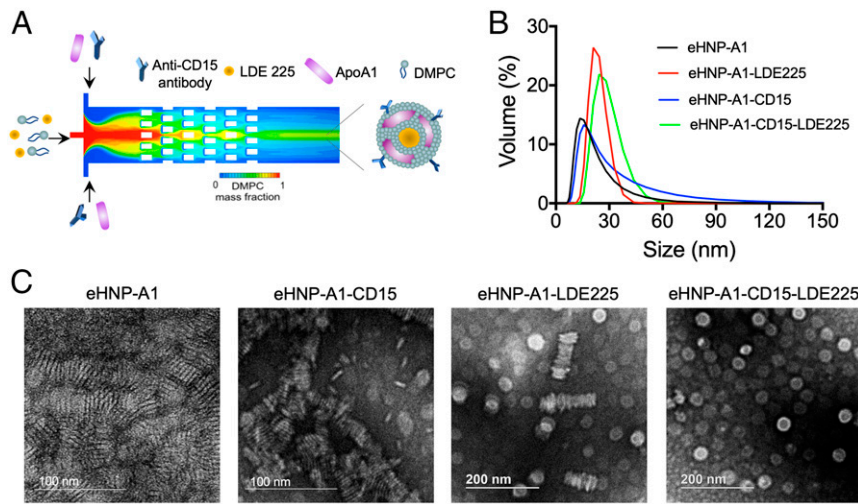 A
Anti-CD15
antibody
LDE 225
ApoA1
DMPC
0
1
DMPC
mass fraction
B
Volume (%)
30
20
10
0
0
30
60
90
120
150
Size (nm)
eHNP-A1
eHNP-A1-LDE225
eHNP-A1-CD15
eHNP-A1-CD15-LDE225
C
eHNP-A1
eHNP-A1-CD15
eHNP-A1-LDE225
eHNP-A1-CD15-LDE225
100 nm
100 nm
200 nm
200 nm